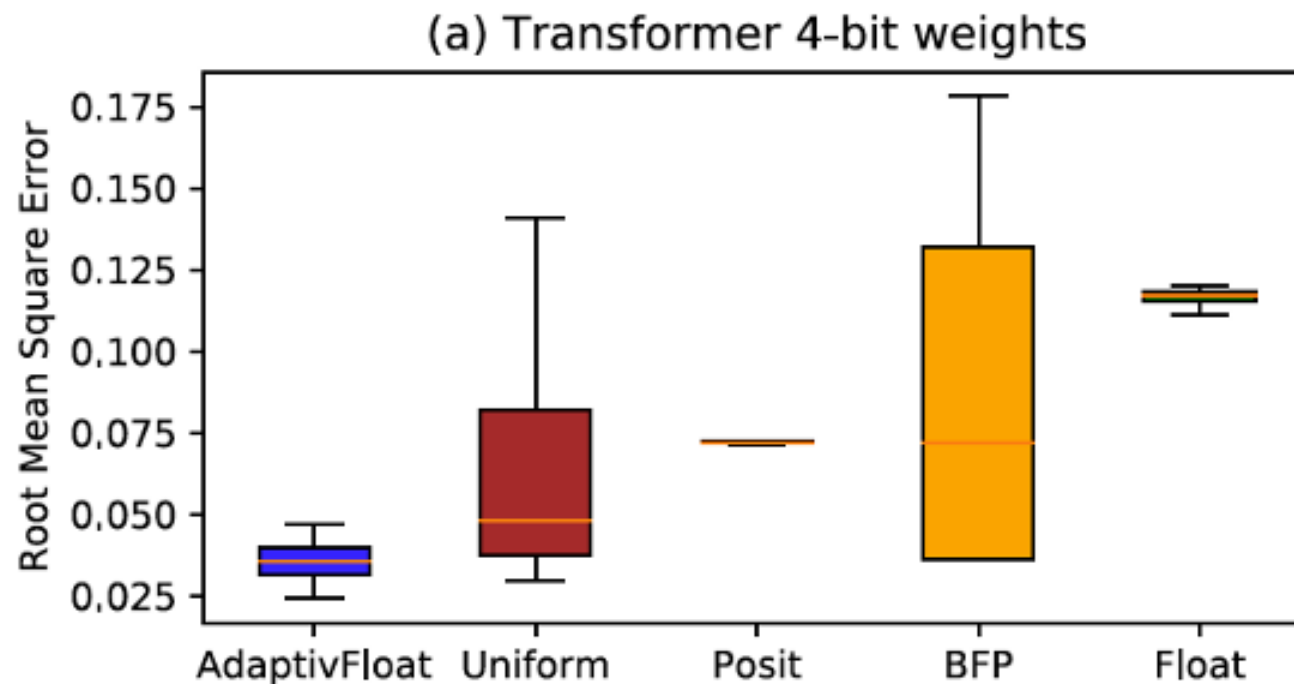 (a) Transformer 4-bit weights
Root Mean Square Error
0.175
0.150
0.125
0.100
0.075
0.050
0.025
AdaptivFloat Uniform Posit BFP Float